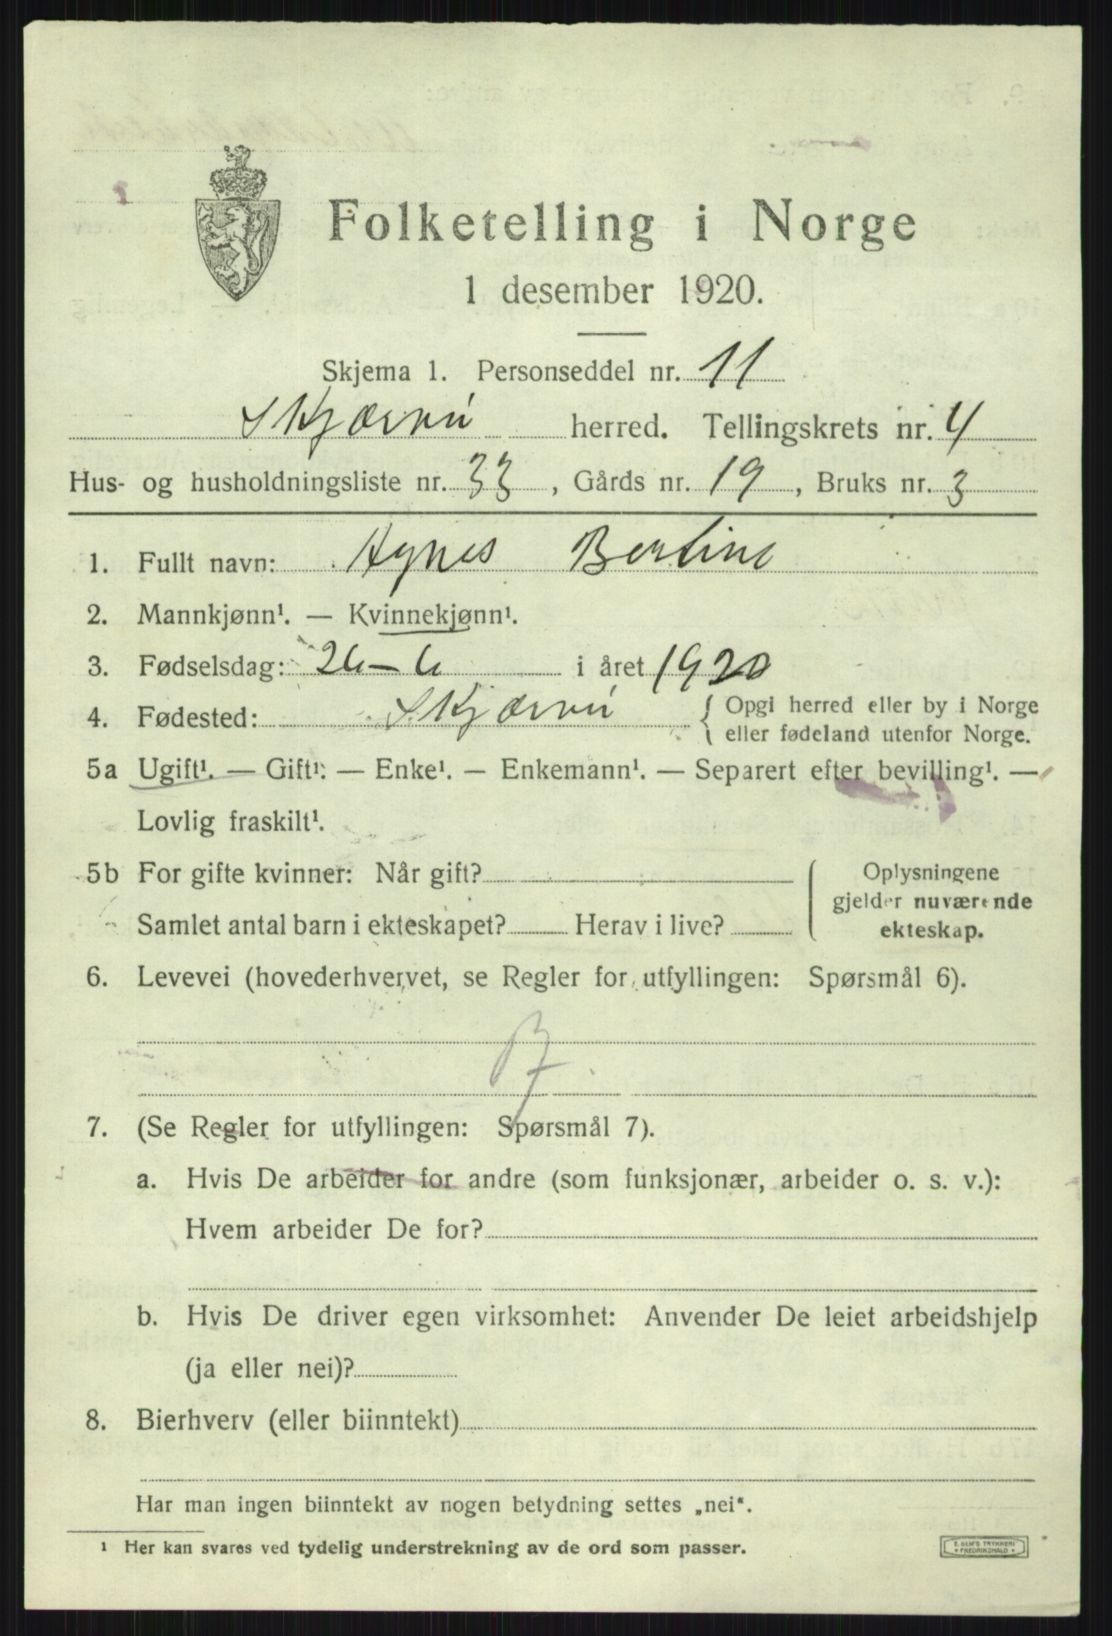 Folketelling i Norge
1 desember 1920.
Skjema 1. Personseddel nr. 11
Skjærvø herred. Tellingskrets nr. 4
Hus- og husholdningsliste nr. 33, Gårds nr. 19, Bruks nr. 3
1. Fullt navn: Agnes Berline
2. Mannkjønn¹. — Kvinnekjønn¹.
3. Fødselsdag: 26-6 i året 1920
4. Fødested: Skjærvø { Opgi herred eller by i Norge
eller fødeland utenfor Norge.
5a Ugift¹. — Gift¹. — Enke¹. — Enkemann¹. — Separert efter bevilling¹. —
Lovlig fraskilt¹.
5b For gifte kvinner: Når gift?
Samlet antal barn i ekteskapet? Herav i live?
Oplysningene
gjelder nuværende
ekteskap.
6. Levevei (hovederhvervet, se Regler for utfyllingen: Spørsmål 6).
7. (Se Regler for utfyllingen: Spørsmål 7).
a. Hvis De arbeider for andre (som funksjonær, arbeider o. s. v.):
Hvem arbeider De for?
b. Hvis De driver egen virksomhet: Anvender De leiet arbeidshjelp
(ja eller nei)?
8. Bierhverv (eller biinntekt)
Har man ingen biinntekt av nogen betydning settes „nei".
¹ Her kan svares ved tydelig understrekning av de ord som passer.